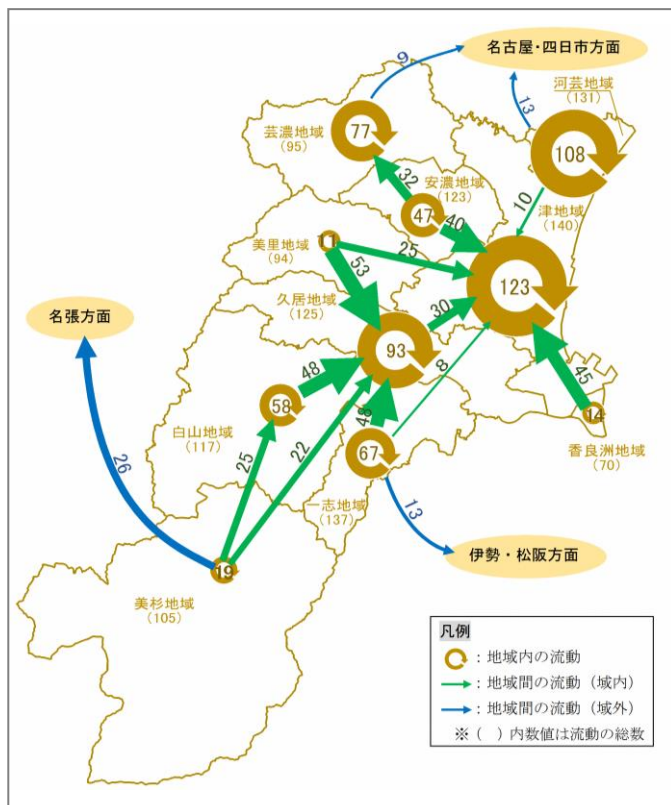 名古屋・四日市方面
9
13
河芸地域
(131)
芸濃地域
(95)
77
108
32
安濃地域
(123)
47
40
10
津地域
(140)
美里地域
(94)
11
25
53
久居地域
(125)
123
30
名張方面
93
8
48
58
45
14
白山地域
(117)
48
67
香良洲地域
(70)
26
25
22
一志地域
(137)
13
伊勢・松阪方面
19
美杉地域
(105)
凡例
:地域内の流動
:地域間の流動(域内)
:地域間の流動(域外)
※( )内数値は流動の総数